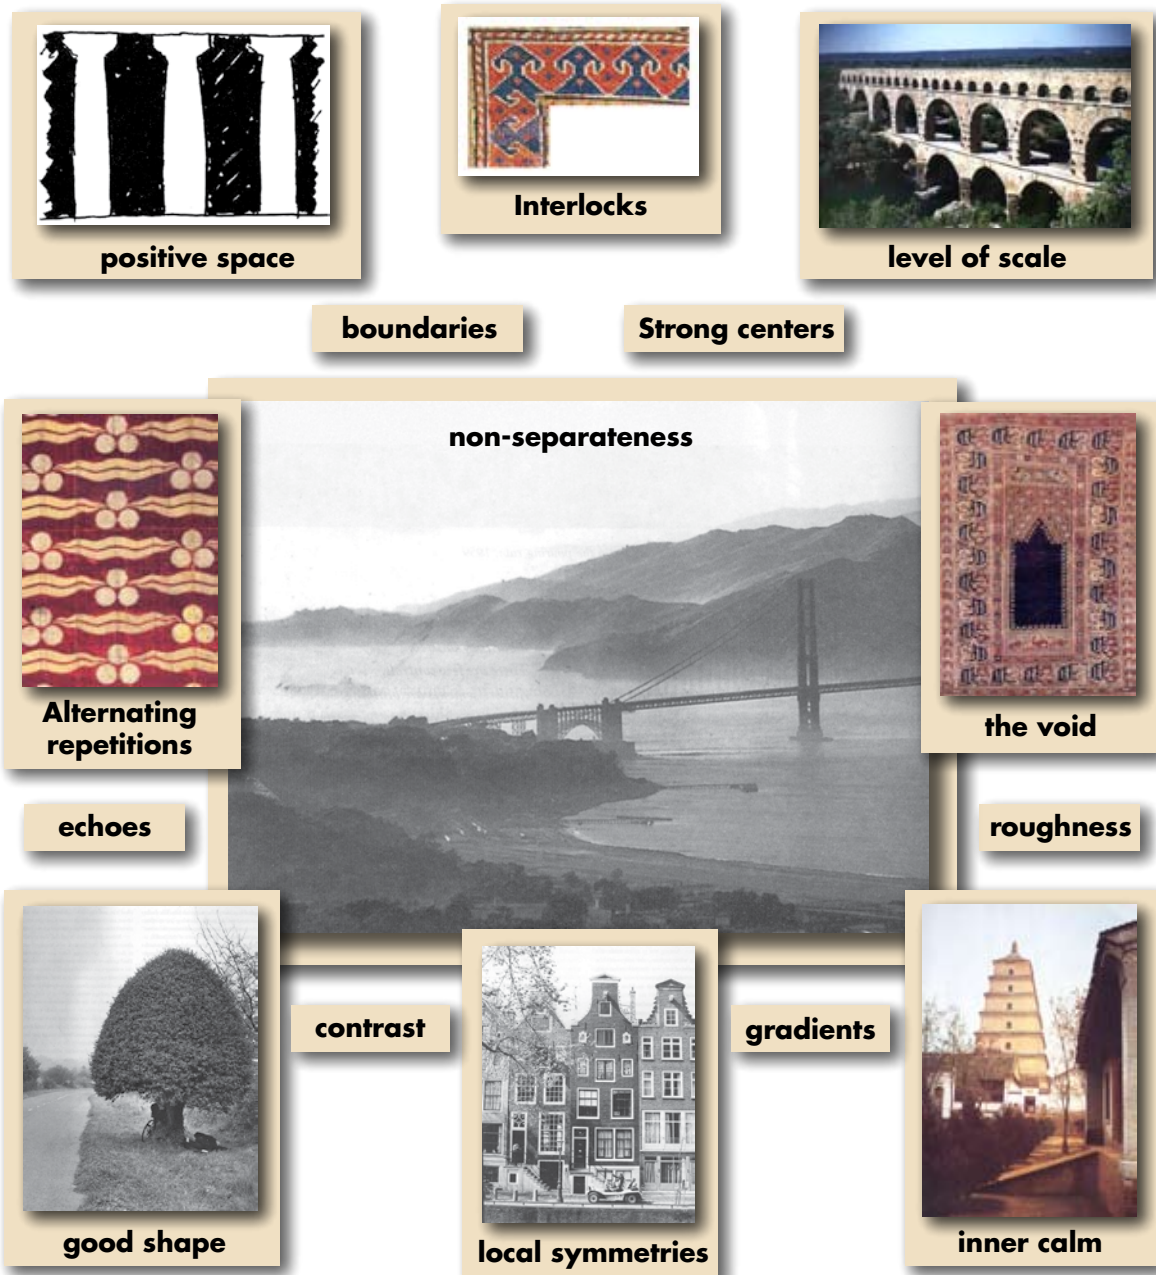 positive space
Interlocks
level of scale
boundaries
Strong centers
non-separateness
Alternating
repetitions
the void
echoes
roughness
good shape
contrast
local symmetries
gradients
inner calm